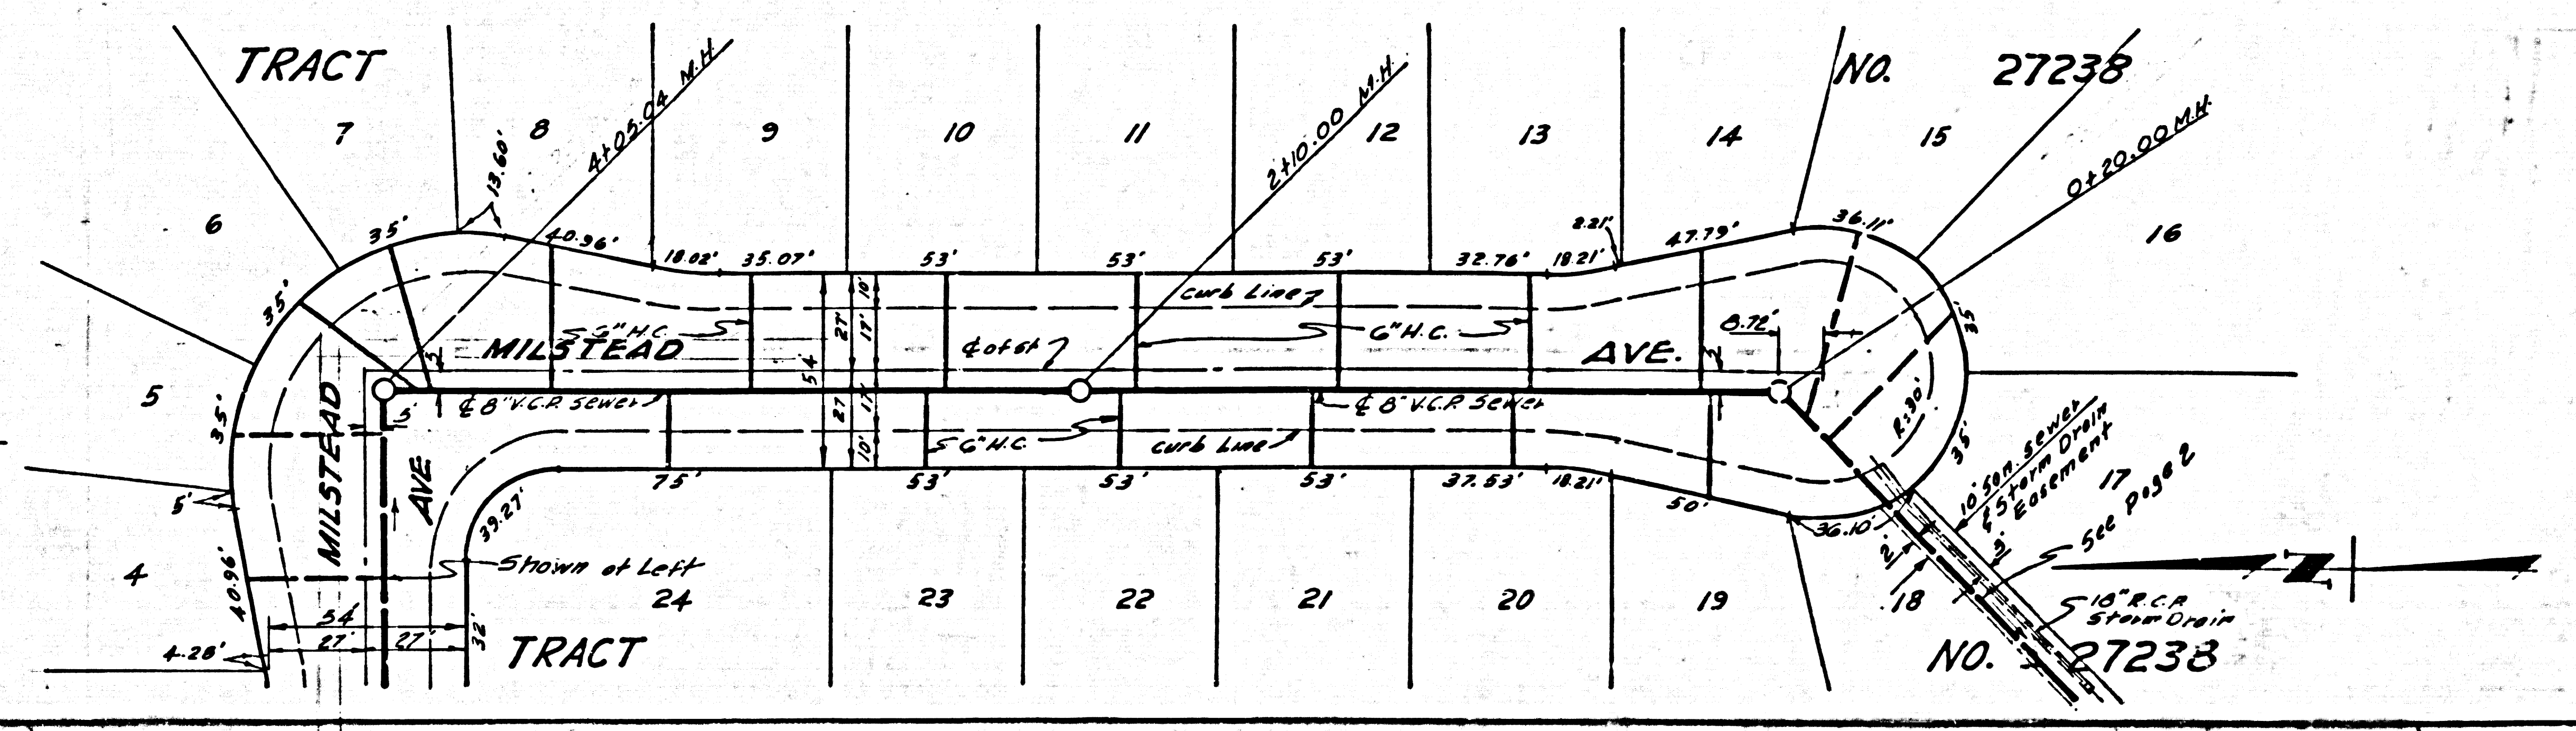 TRACT
NO. 27238
7
8
9
10
11
12
13
14
15
16
6
5
4
17
18
19
20
21
22
23
24
4+05.04 M.H.
2+10.00 M.H.
0+20.00 M.H.
13.60'
35'
40.96'
18.02'
35.07'
53'
53'
53'
32.76'
18.21'
2.21'
47.79'
36.11'
35'
35'
35'
35'
5'
40.96'
4.28'
curb Line
6" H.C.
6" H.C.
MILSTEAD
AVE.
℄ of st
8.72'
5'
27'
17'
10'
54'
27'
17'
10'
℄ 8" V.C.P. Sewer
℄ 8" V.C.P. Sewer
5'
R=30'
MILSTEAD
AVE
6" H.C.
curb Line
75'
53'
53'
53'
37.53'
18.21'
50'
36.10'
39.27'
10' san. sewer
& Storm Drain
Easement
See Page 2
2'
3'
Shown at Left
54'
27'
27'
32'
18" R.C.P.
Storm Drain
N
TRACT
NO. 27238